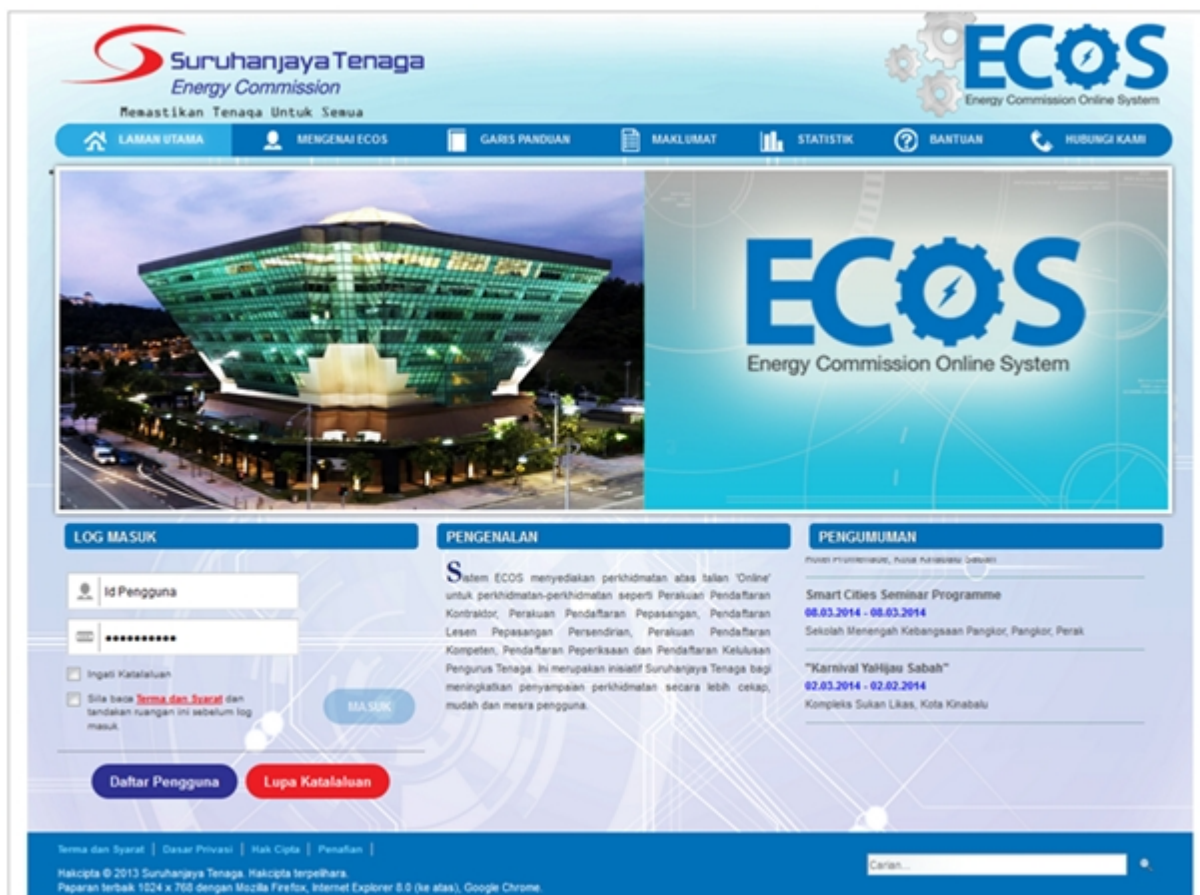 Suruhanjaya Tenaga
Energy Commission
Memastikan Tenaga Untuk Semua
ECOS
Energy Commission Online System
LAMAN UTAMA
MENGENAI ECOS
GARIS PANDUAN
MAKLUMAT
STATISTIK
BANTUAN
HUBUNGI KAMI
ECOS
Energy Commission Online System
LOG MASUK
Id Pengguna
Ingati Katalaluan
Sila baca Terma dan Syarat dan
tandakan ruangan ini sebelum log
masuk.
MASUK
Daftar Pengguna
Lupa Katalaluan
PENGENALAN
Sistem ECOS menyediakan perkhidmatan atas talian 'Online'
untuk perkhidmatan-perkhidmatan seperti Perakuan Pendaftaran
Kontraktor, Perakuan Pendaftaran Pepasangan, Pendaftaran
Lesen Pepasangan Persendirian, Perakuan Pendaftaran
Kompeten, Pendaftaran Peperiksaan dan Pendaftaran Kelulusan
Pengurus Tenaga. Ini merupakan inisiatif Suruhanjaya Tenaga bagi
meningkatkan penyampaian perkhidmatan secara lebih cekap,
mudah dan mesra pengguna.
PENGUMUMAN
Hotel Promenade, Kota Kinabalu Sabah
Smart Cities Seminar Programme
08.03.2014 - 08.03.2014
Sekolah Menengah Kebangsaan Pangkor, Pangkor, Perak
"Karnival YaHijau Sabah"
02.03.2014 - 02.02.2014
Kompleks Sukan Likas, Kota Kinabalu
Terma dan Syarat | Dasar Privasi | Hak Cipta | Penafian |
Hakcipta © 2013 Suruhanjaya Tenaga. Hakcipta terpelihara.
Paparan terbaik 1024 x 768 dengan Mozilla Firefox, Internet Explorer 8.0 (ke atas), Google Chrome.
Carian...